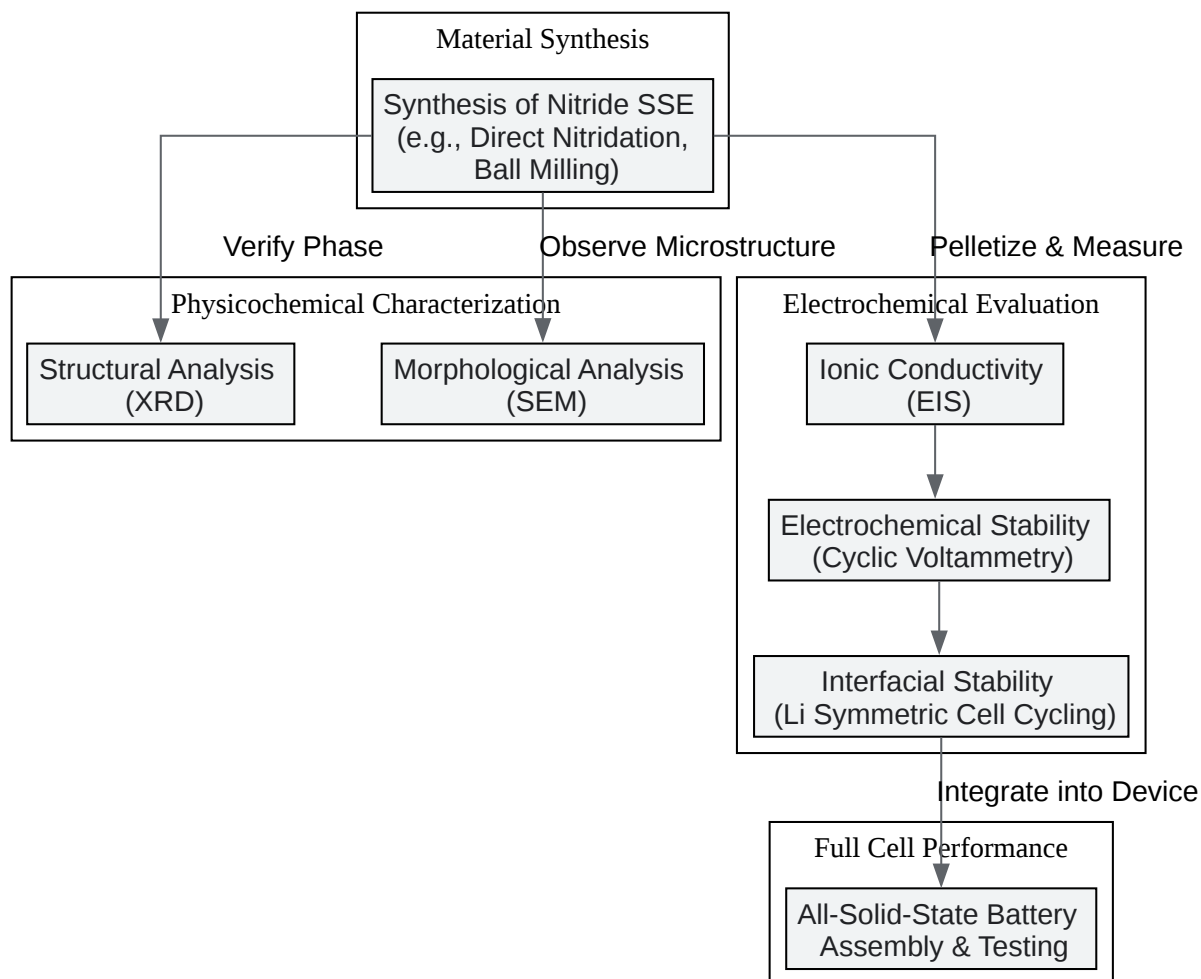 Material Synthesis
Synthesis of Nitride SSE
(e.g., Direct Nitridation,
Ball Milling)
Verify Phase
Observe Microstructure
Pelletize & Measure
Physicochemical Characterization
Electrochemical Evaluation
Structural Analysis
(XRD)
Morphological Analysis
(SEM)
Ionic Conductivity
(EIS)
Electrochemical Stability
(Cyclic Voltammetry)
Interfacial Stability
(Li Symmetric Cell Cycling)
Integrate into Device
Full Cell Performance
All-Solid-State Battery
Assembly & Testing